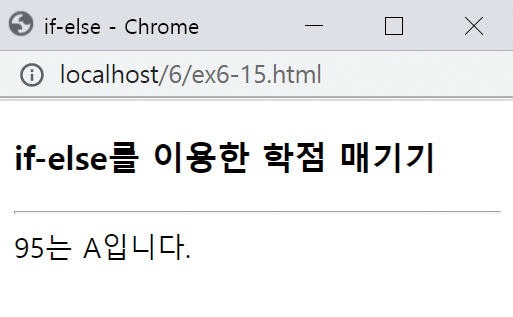 if-else - Chrome
localhost/6/ex6-15.html
if-else를 이용한 학점 매기기
95는 A입니다.